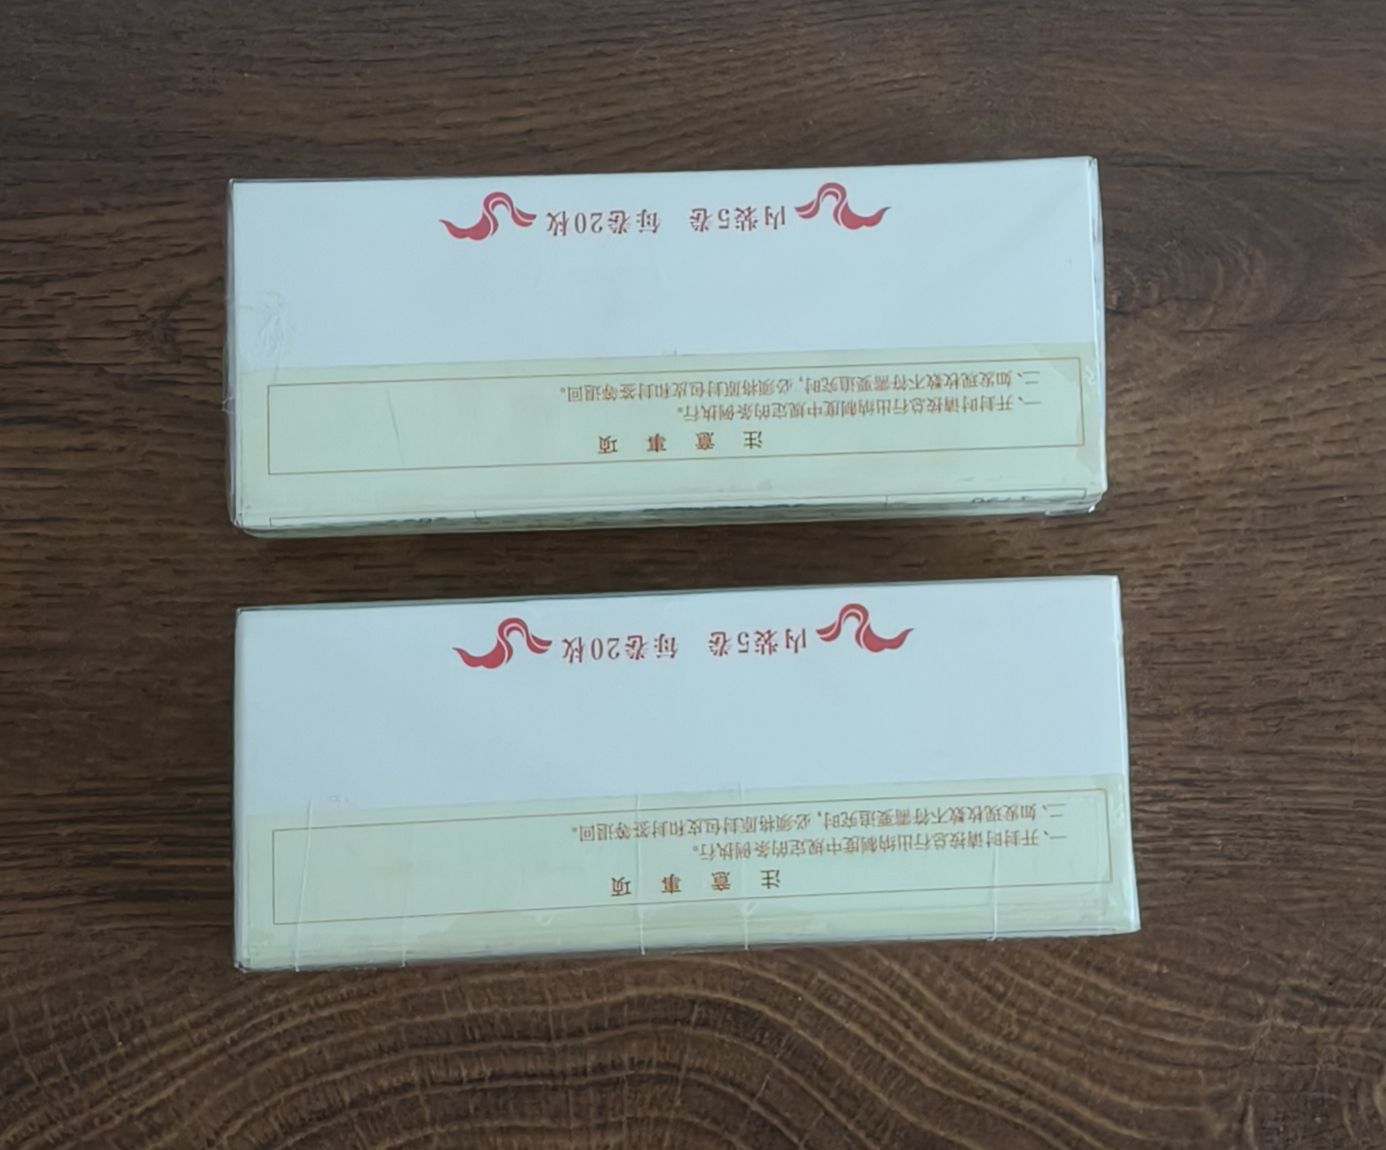 内装5卷 每卷20枚
注意事项
一、开封时请按总行出纳制度中规定的条例执行。
二、如发现枚数不符需要追究时，必须将原封包皮和封签等退回。
内装5卷 每卷20枚
注意事项
一、开封时请按总行出纳制度中规定的条例执行。
二、如发现枚数不符需要追究时，必须将原封包皮和封签等退回。